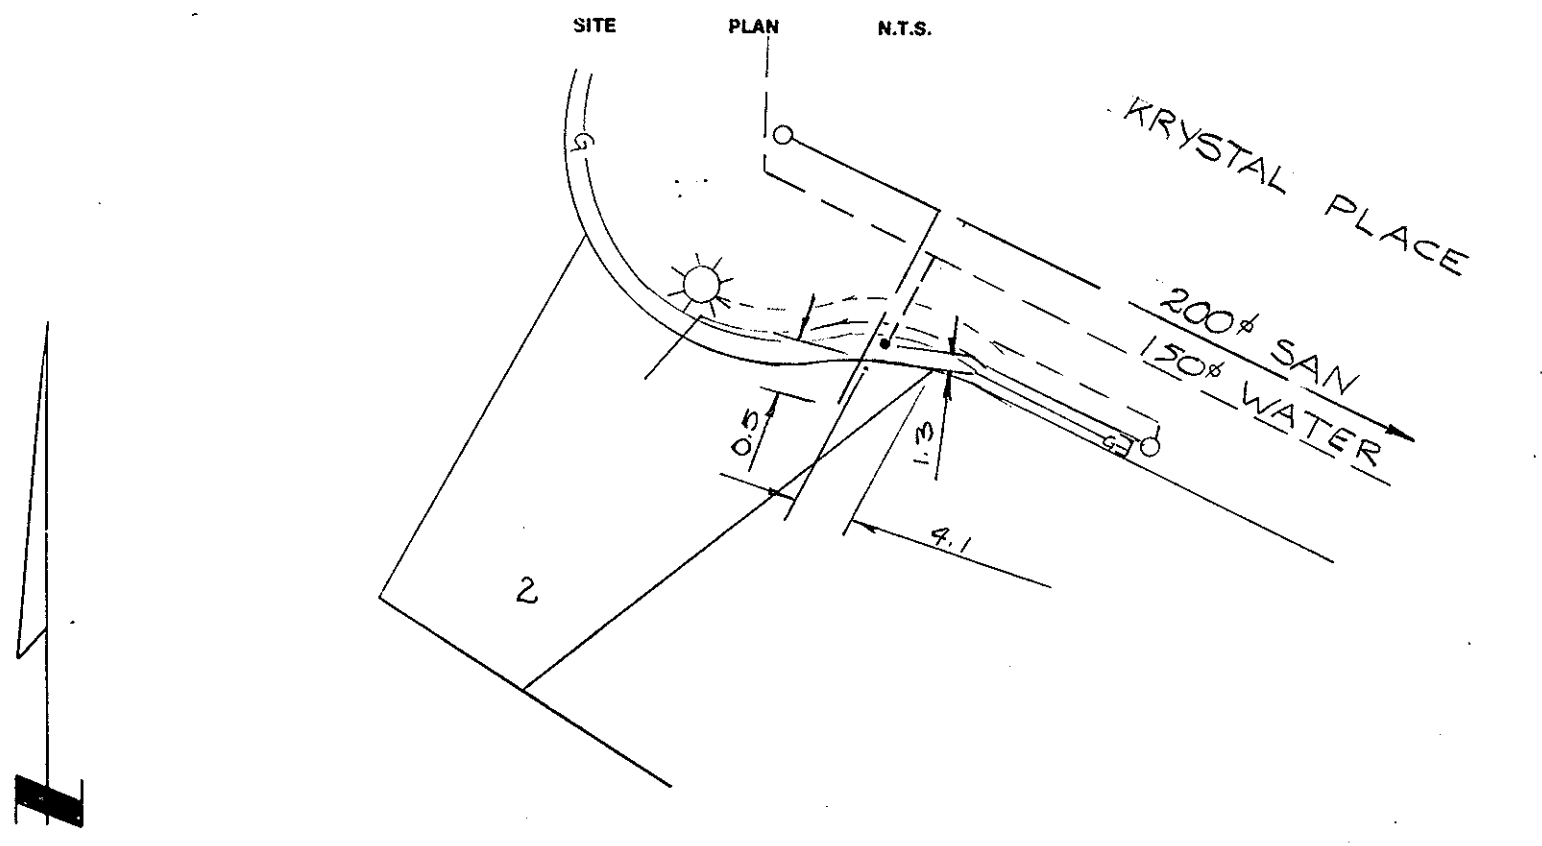 SITE PLAN N.T.S.
KRYSTAL PLACE
G
200ø SAN
150ø WATER
0.5
1.3
G
4.1
2
N